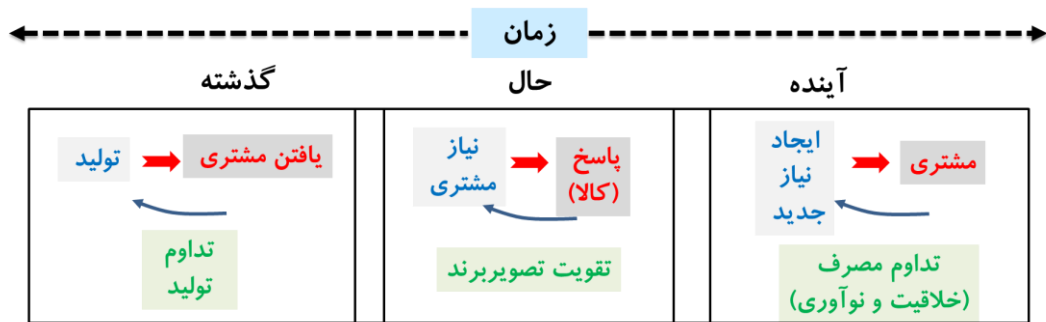 زمان
گذشته
حال
آینده
تولید
یافتن مشتری
تداوم
تولید
نیاز
مشتری
پاسخ
(کالا)
تقویت تصویربرند
ایجاد
نیاز
جدید
مشتری
تداوم مصرف
(خلاقیت و نوآوری)